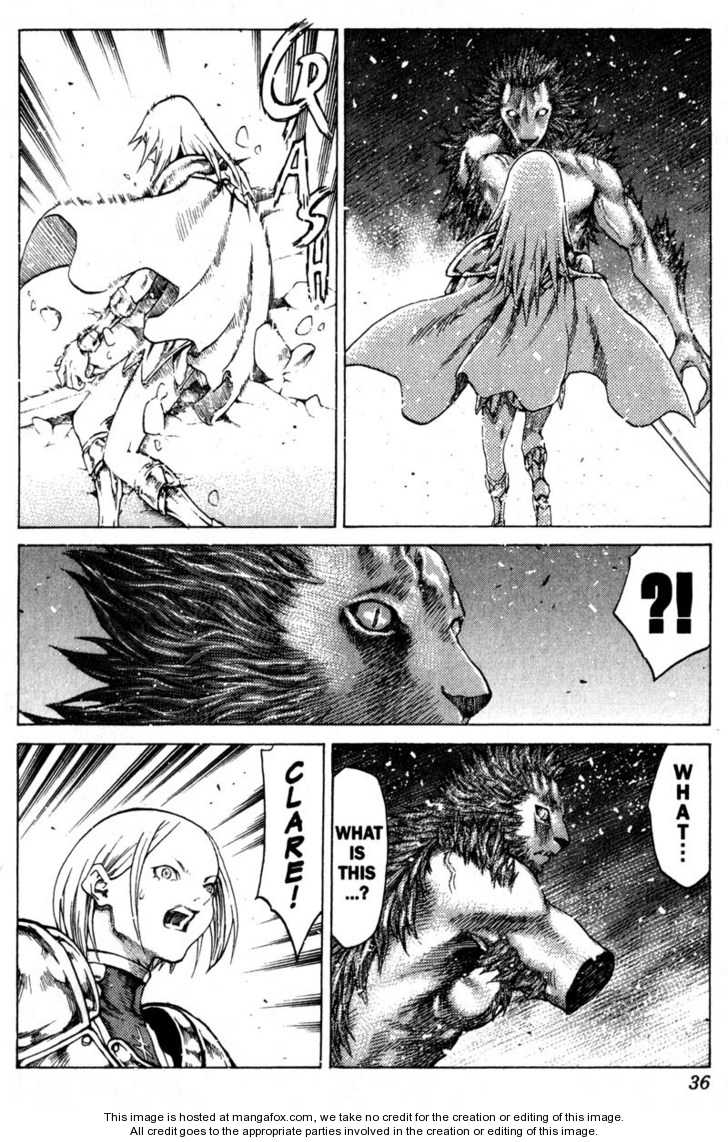 CRASH
?!
WHAT...
WHAT
IS
THIS
...?
CLARE!
36
This image is hosted at mangafox.com, we take no credit for the creation or editing of this image.
All credit goes to the appropriate parties involved in the creation or editing of this image.